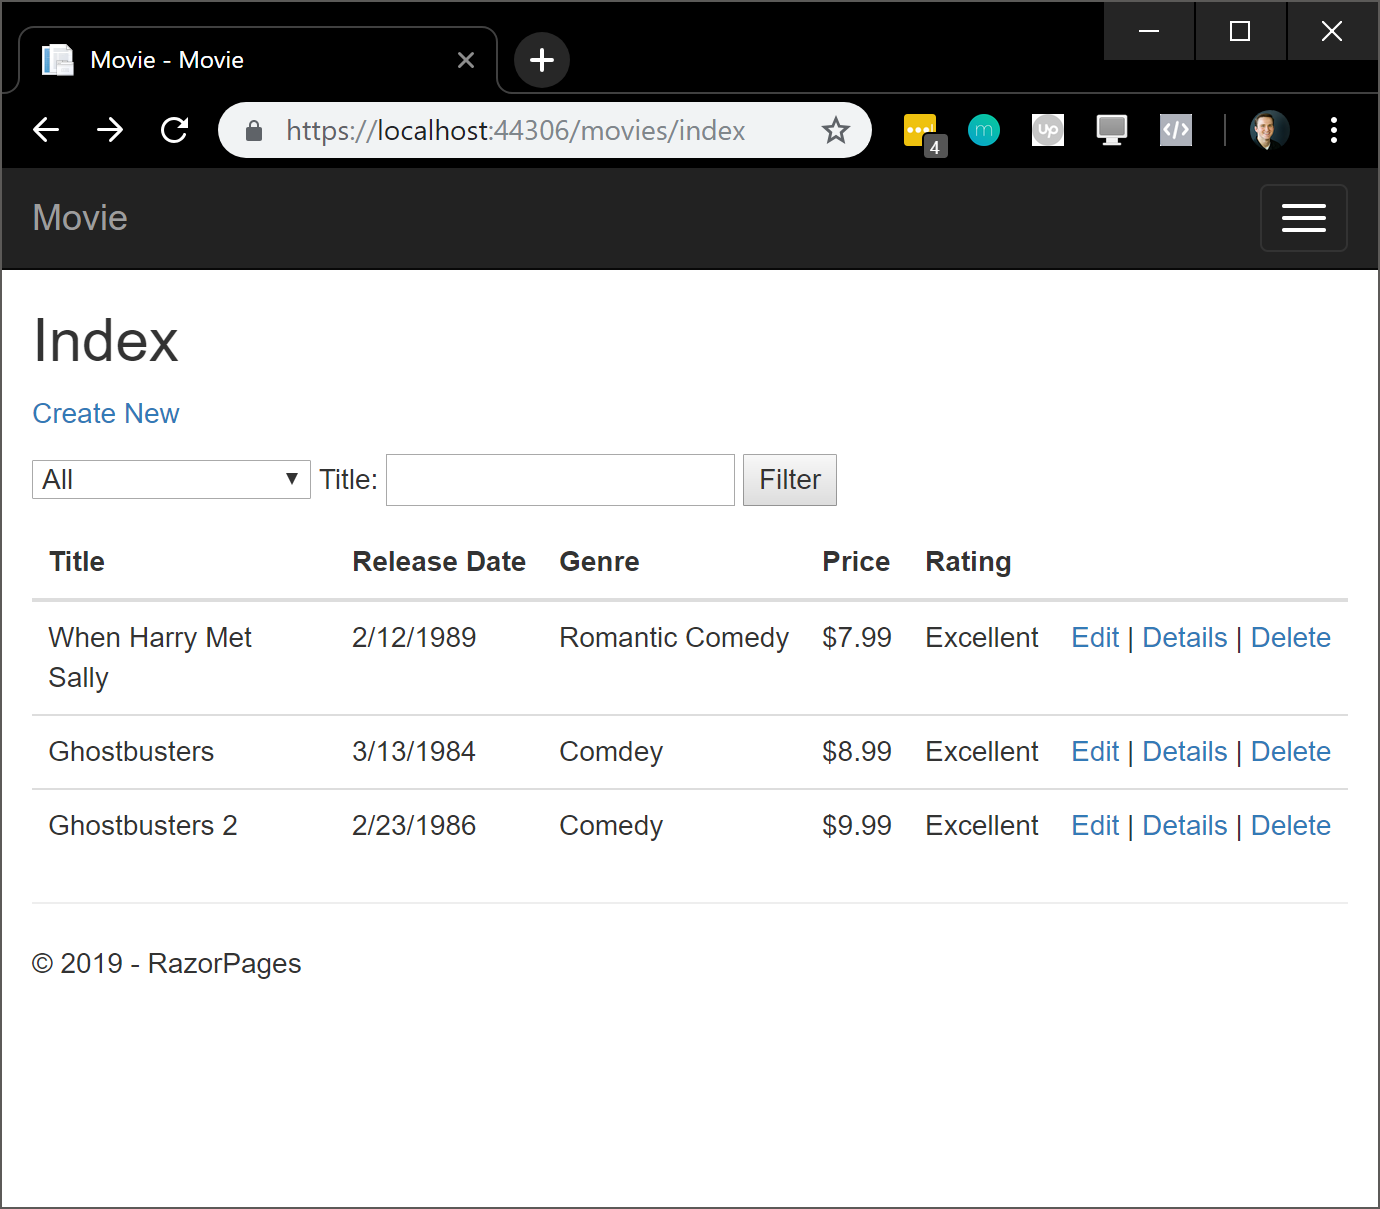 Movie - Movie
https://localhost:44306/movies/index
4
m
up
</>
Movie
Index
Create New
All Title: Filter
Title Release Date Genre Price Rating
When Harry Met Sally 2/12/1989 Romantic Comedy $7.99 Excellent Edit | Details | Delete
Ghostbusters 3/13/1984 Comdey $8.99 Excellent Edit | Details | Delete
Ghostbusters 2 2/23/1986 Comedy $9.99 Excellent Edit | Details | Delete
© 2019 - RazorPages